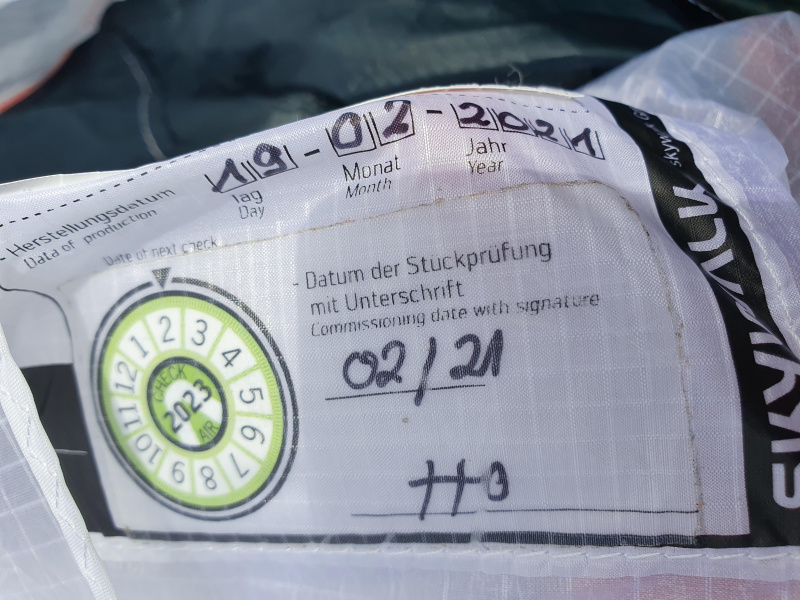 - Herstellungsdatum 19 - 02 - 2021
Data of production
Tag Monat Jahr
Day Month Year
Date of next check
- Datum der Stückprüfung
mit Unterschrift
Commissioning date with signature
02/21
1 2 3 4 5 6 7 8 9 10 11 12
CHECK
2023
AIR
SKYWALK